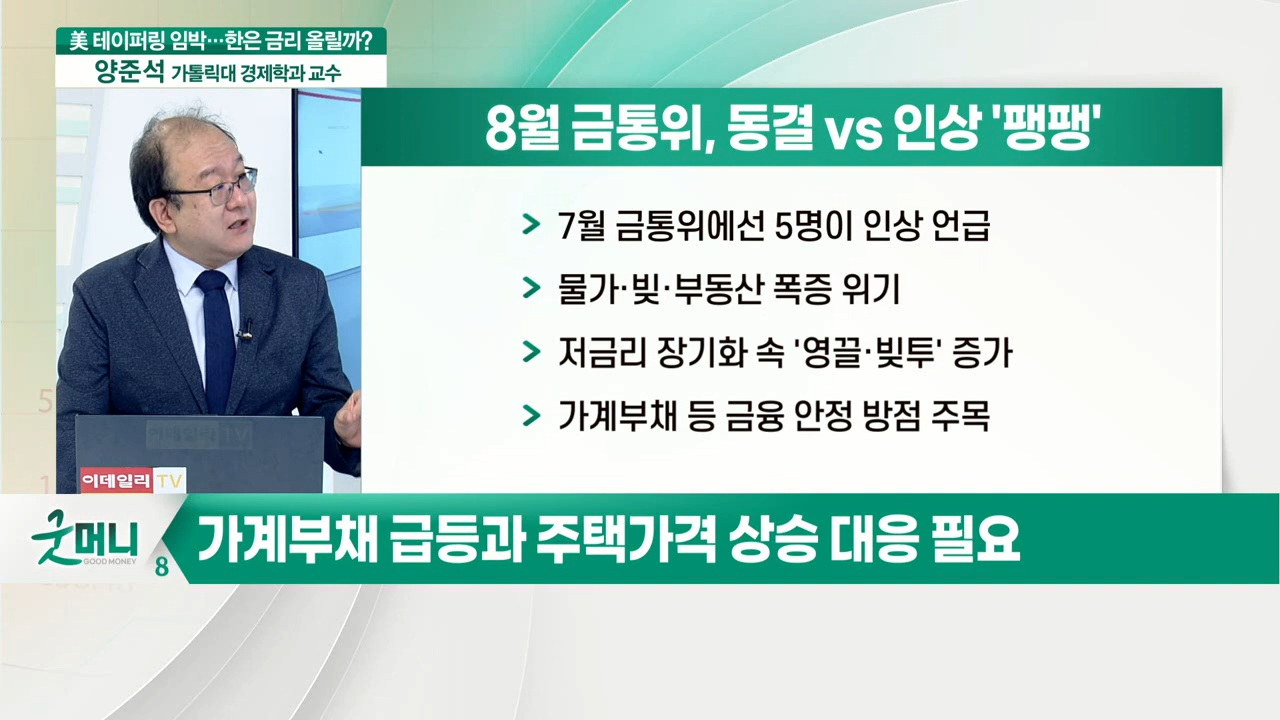 美 테이퍼링 임박…한은 금리 올릴까?
양준석 가톨릭대 경제학과 교수
8월 금통위, 동결 vs 인상 '팽팽'
> 7월 금통위에선 5명이 인상 언급
> 물가·빚·부동산 폭증 위기
> 저금리 장기화 속 '영끌·빚투' 증가
> 가계부채 등 금융 안정 방점 주목
이데일리 TV
이데일리 TV
굿머니
GOOD MONEY
8
가계부채 급등과 주택가격 상승 대응 필요